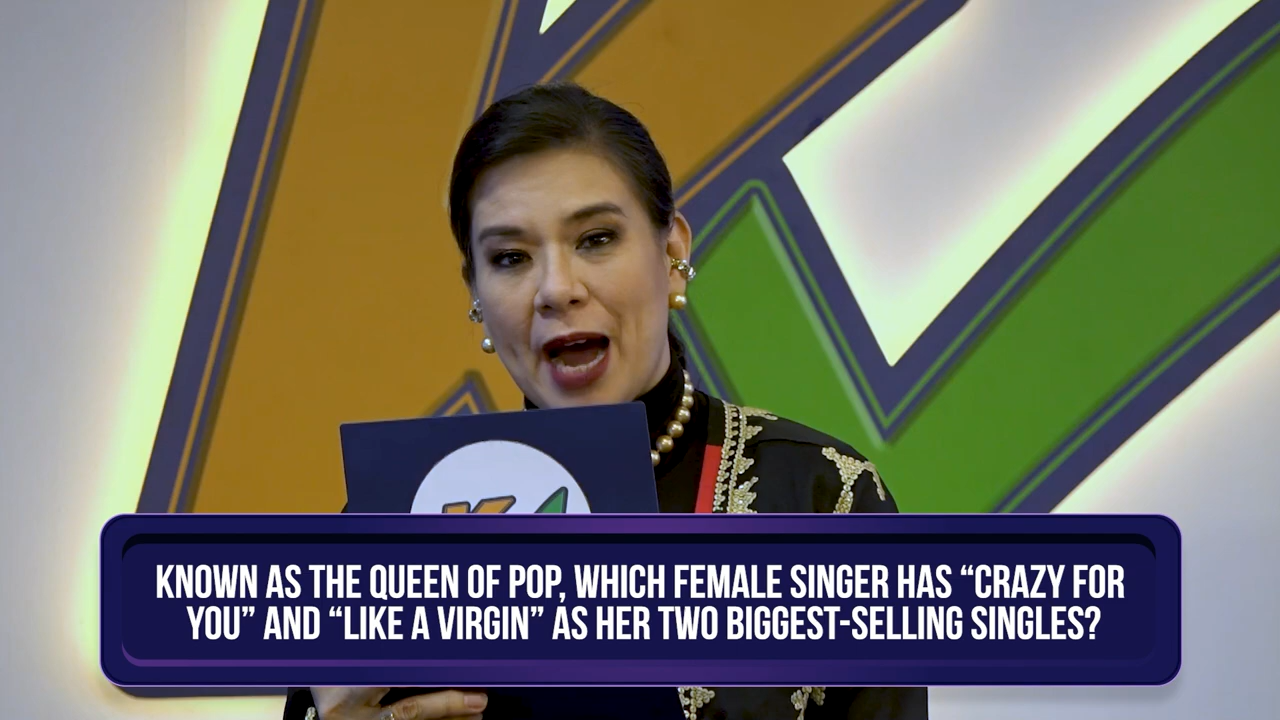 KNOWN AS THE QUEEN OF POP, WHICH FEMALE SINGER HAS “CRAZY FOR
YOU” AND “LIKE A VIRGIN” AS HER TWO BIGGEST-SELLING SINGLES?